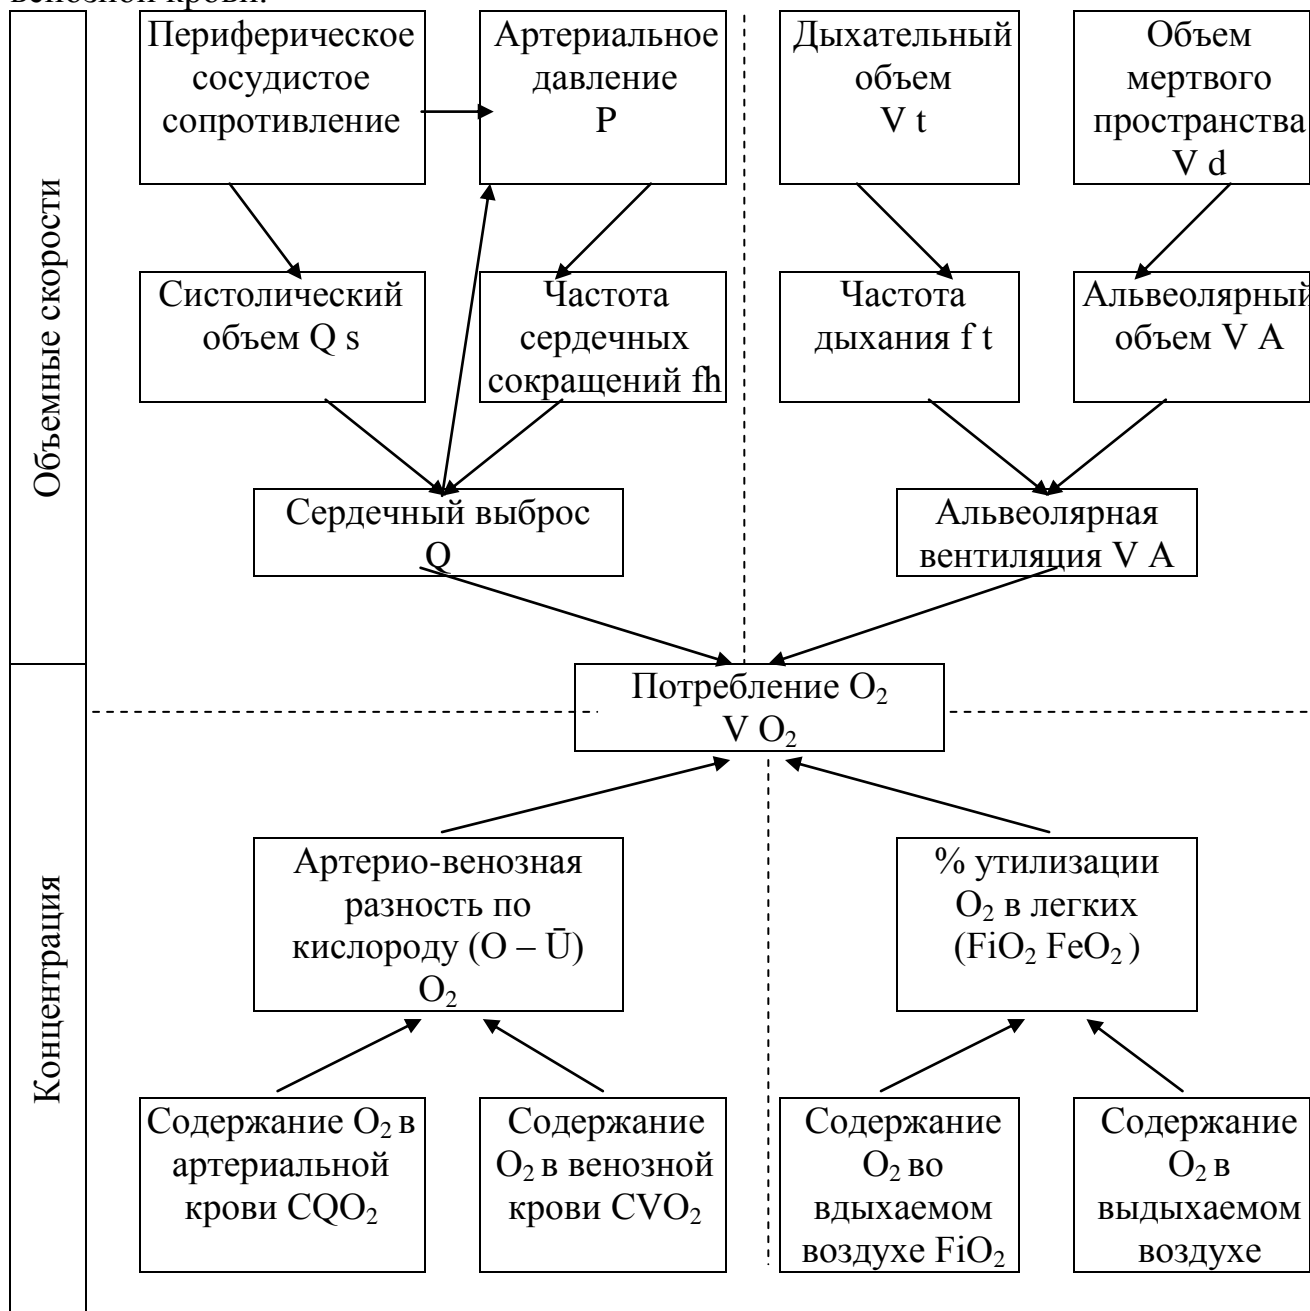 венозной крови.
Периферическое
сосудистое
сопротивление
Артериальное
давление
P
Дыхательный
объем
V t
Объем
мертвого
пространства
V d
Объемные скорости
Систолический
объем Q s
Частота
сердечных
сокращений fh
Частота
дыхания f t
Альвеолярный
объем V A
Сердечный выброс
Q
Альвеолярная
вентиляция V A
Потребление O₂
V O₂
Концентрация
Артерио-венозная
разность по
кислороду (O – Ū)
O₂
% утилизации
O₂ в легких
(FiO₂ FeO₂ )
Содержание O₂ в
артериальной
крови CQO₂
Содержание
O₂ в венозной
крови CVO₂
Содержание
O₂ во
вдыхаемом
воздухе FiO₂
Содержание
O₂ в
выдыхаемом
воздухе